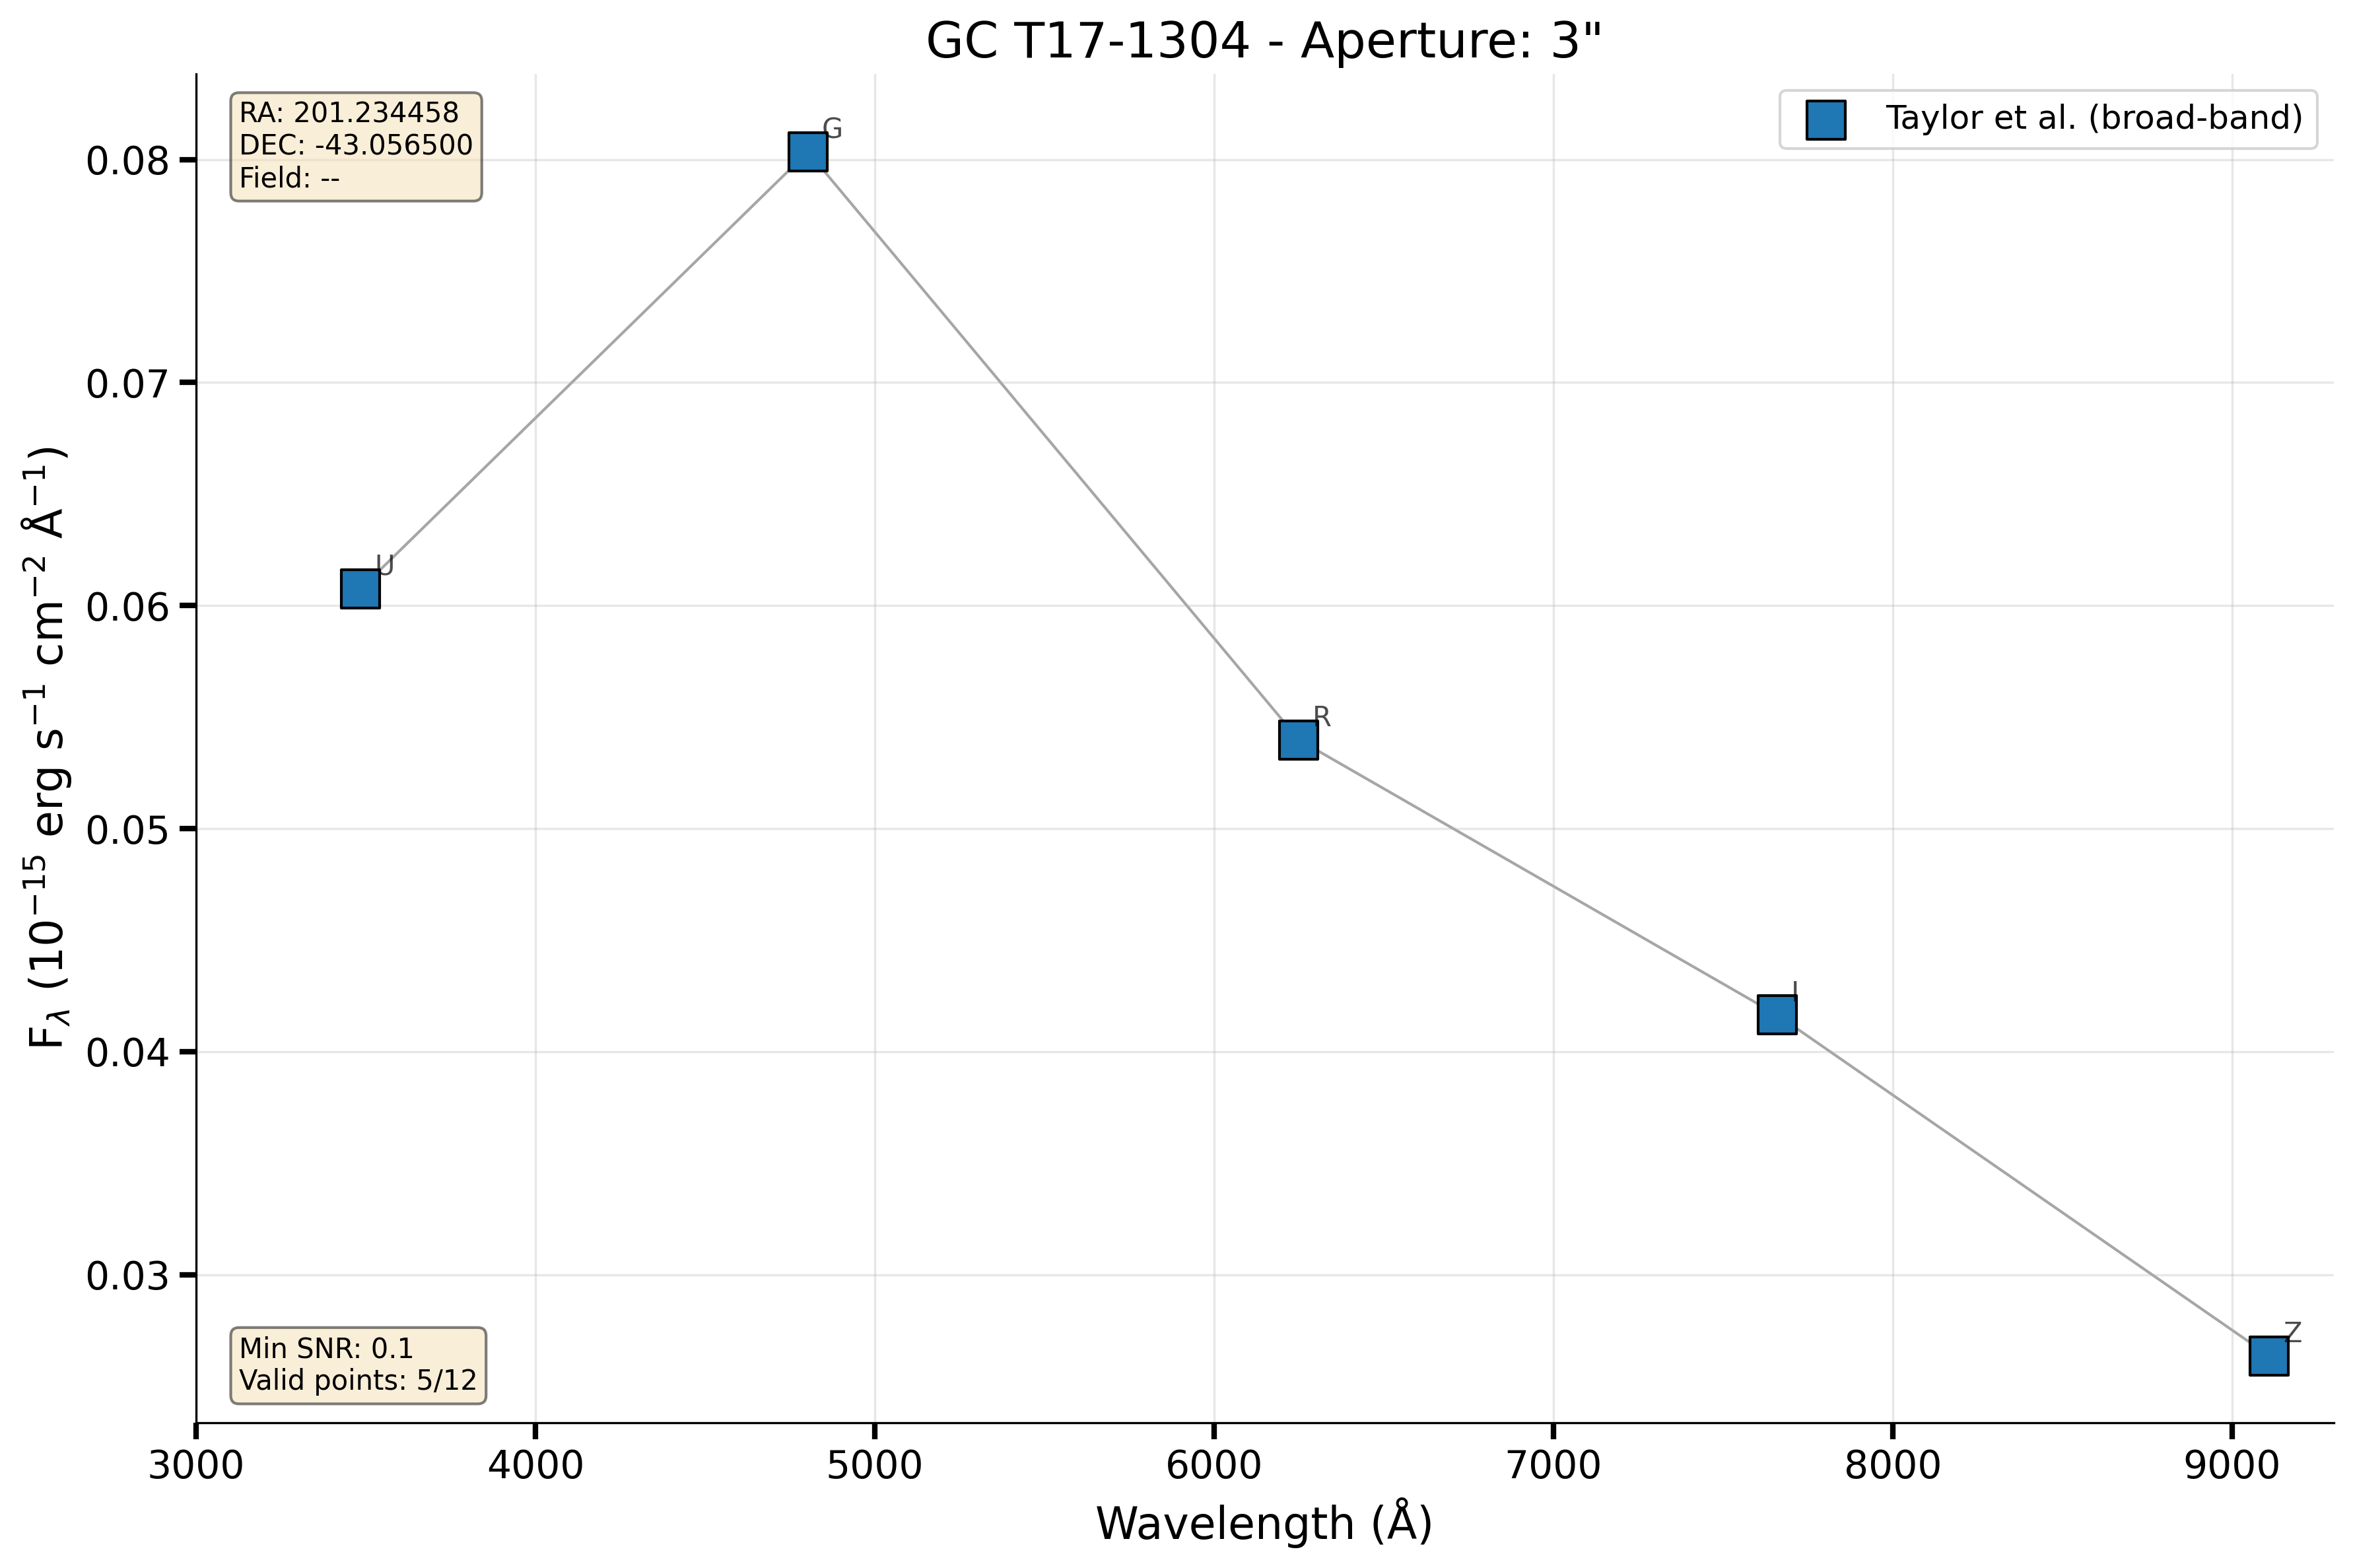 GC T17-1304 - Aperture: 3"
RA: 201.234458
DEC: -43.056500
Field: --
Taylor et al. (broad-band)
G
U
R
I
Z
0.08
0.07
0.06
0.05
0.04
0.03
F_λ (10⁻¹⁵ erg s⁻¹ cm⁻² Å⁻¹)
Min SNR: 0.1
Valid points: 5/12
3000 4000 5000 6000 7000 8000 9000
Wavelength (Å)